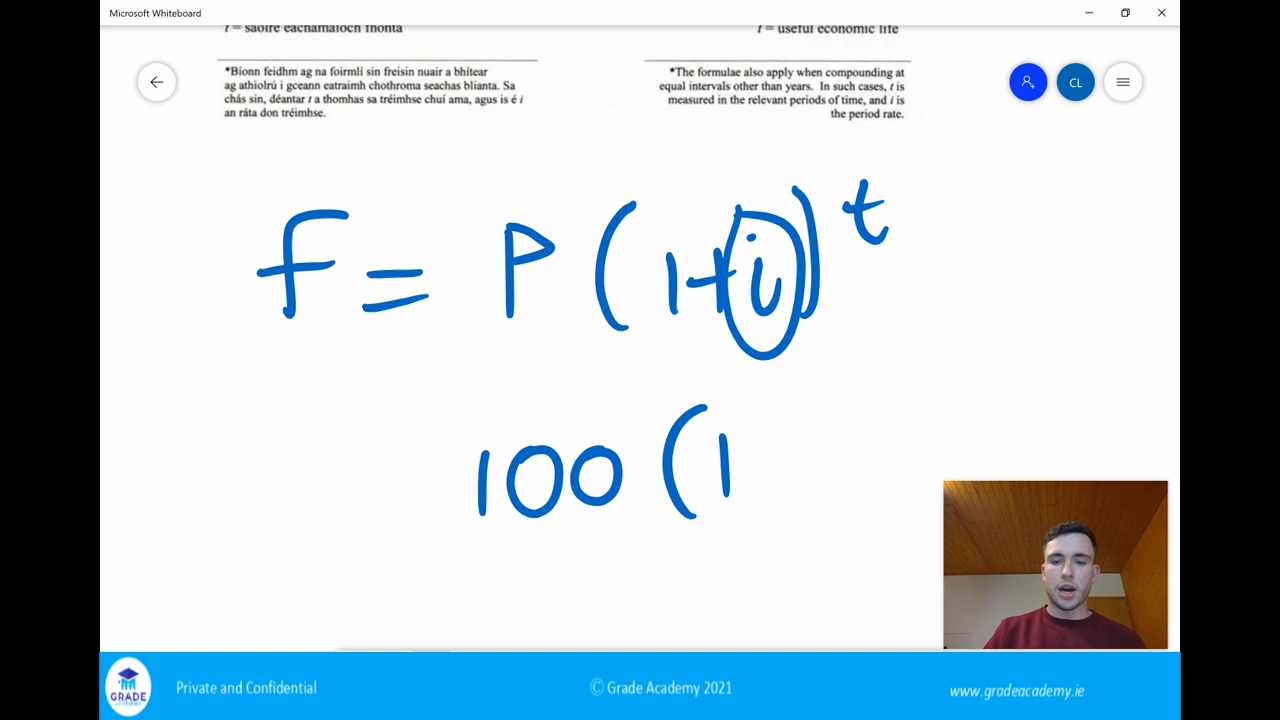 Microsoft Whiteboard
t = saolré eacnamaíoch fhónta
t = useful economic life
*Bíonn feidhm ag na foirmlí sin freisin nuair a bhítear
ag athiolrú i gceann eatraimh chothroma seachas blianta. Sa
chás sin, déantar t a thomhas sa tréimhse chuí ama, agus is é i
an ráta don tréimhse.
*The formulae also apply when compounding at
equal intervals other than years. In such cases, t is
measured in the relevant periods of time, and i is
the period rate.
CL
F = P (1+i)^t
100 (1
GRADE
Private and Confidential
© Grade Academy 2021
www.gradeacademy.ie